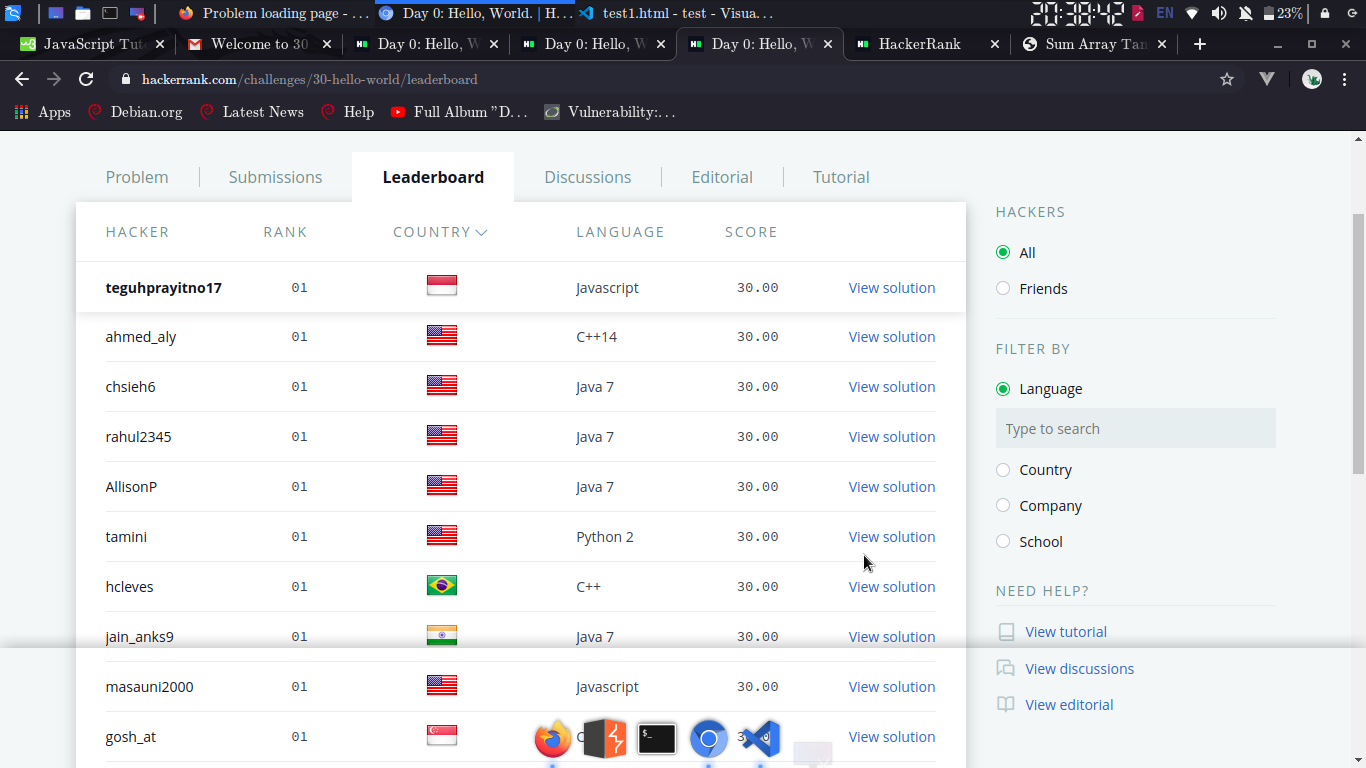 Problem loading page - . . .
Day 0: Hello, World. | H. . .
test1.html - test - Visua. . .
20:38:42
EN
23%
JavaScript Tut
Welcome to 30
Day 0: Hello, W
Day 0: Hello, W
Day 0: Hello, W
HackerRank
Sum Array Tan
hackerrank.com/challenges/30-hello-world/leaderboard
Apps
Debian.org
Latest News
Help
Full Album "D. . .
Vulnerability:. . .
Problem
Submissions
Leaderboard
Discussions
Editorial
Tutorial
HACKER RANK COUNTRY LANGUAGE SCORE
teguhprayitno17 01 Javascript 30.00 View solution
ahmed_aly 01 C++14 30.00 View solution
chsieh6 01 Java 7 30.00 View solution
rahul2345 01 Java 7 30.00 View solution
AllisonP 01 Java 7 30.00 View solution
tamini 01 Python 2 30.00 View solution
hcleves 01 C++ 30.00 View solution
jain_anks9 01 Java 7 30.00 View solution
masauni2000 01 Javascript 30.00 View solution
gosh_at 01 View solution
HACKERS
All
Friends
FILTER BY
Language
Type to search
Country
Company
School
NEED HELP?
View tutorial
View discussions
View editorial